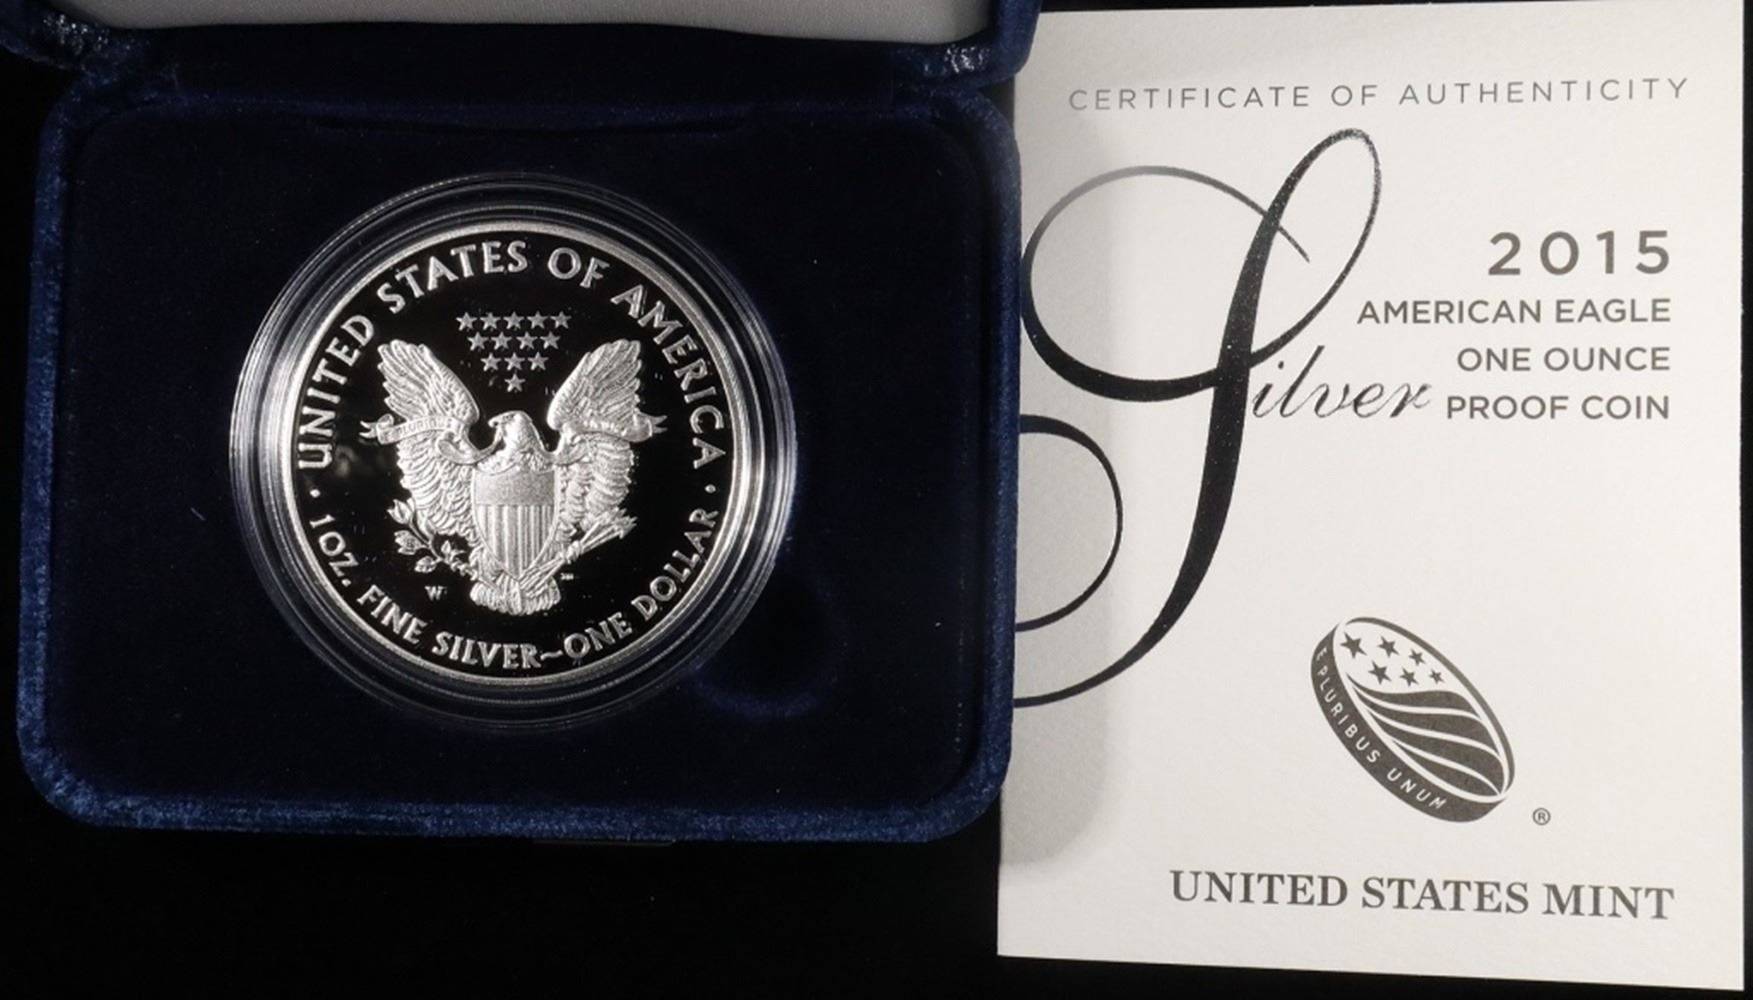 UNITED STATES OF AMERICA
PLURIBUS
W
1 OZ. FINE SILVER~ONE DOLLAR
CERTIFICATE OF AUTHENTICITY
2015
AMERICAN EAGLE
ONE OUNCE
Silver PROOF COIN
E PLURIBUS UNUM
®
UNITED STATES MINT